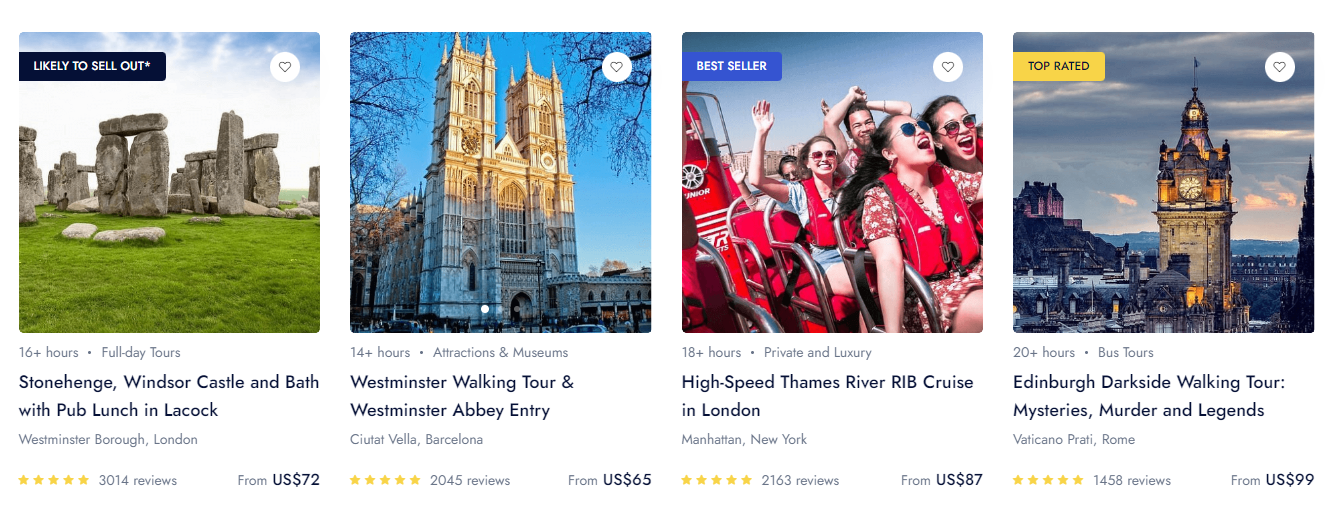 LIKELY TO SELL OUT*
16+ hours • Full-day Tours
Stonehenge, Windsor Castle and Bath
with Pub Lunch in Lacock
Westminster Borough, London
3014 reviews
From US$72
14+ hours • Attractions & Museums
Westminster Walking Tour &
Westminster Abbey Entry
Ciutat Vella, Barcelona
2045 reviews
From US$65
BEST SELLER
18+ hours • Private and Luxury
High-Speed Thames River RIB Cruise
in London
Manhattan, New York
2163 reviews
From US$87
TOP RATED
20+ hours • Bus Tours
Edinburgh Darkside Walking Tour:
Mysteries, Murder and Legends
Vaticano Prati, Rome
1458 reviews
From US$99